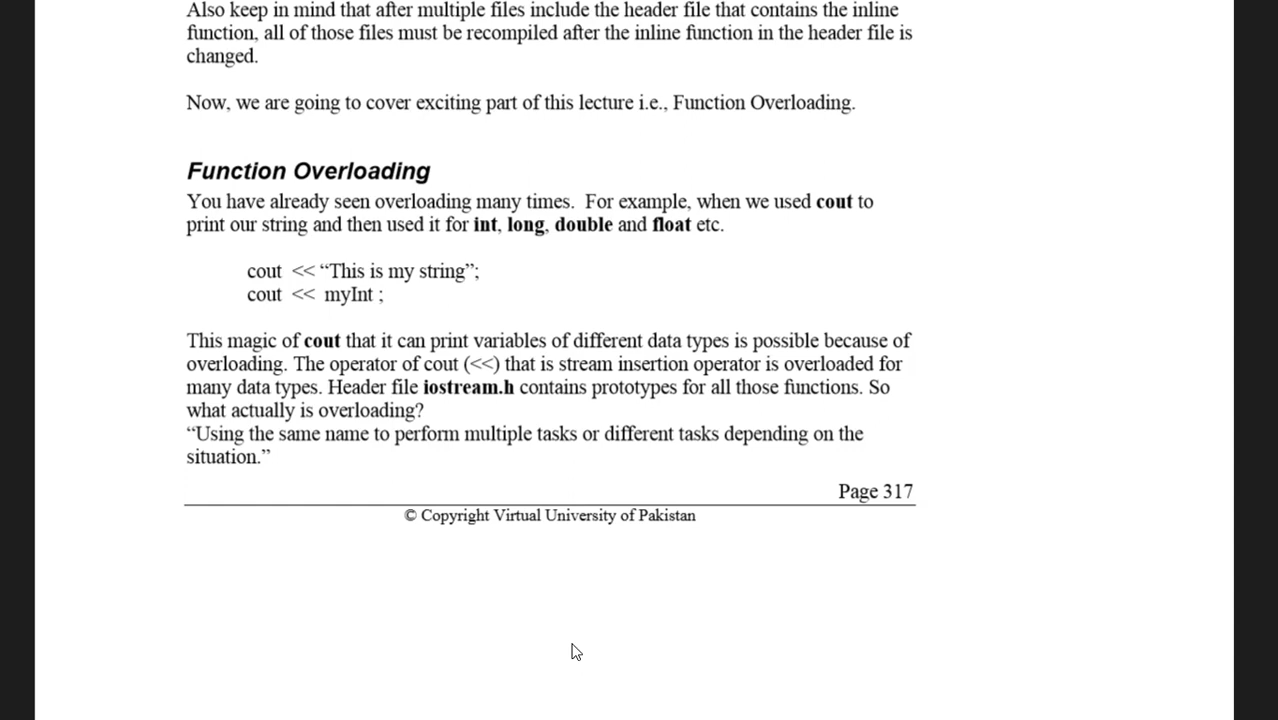 Also keep in mind that after multiple files include the header file that contains the inline
function, all of those files must be recompiled after the inline function in the header file is
changed.
Now, we are going to cover exciting part of this lecture i.e., Function Overloading.
Function Overloading
You have already seen overloading many times.  For example, when we used cout to
print our string and then used it for int, long, double and float etc.
cout  << “This is my string”;
cout  <<  myInt ;
This magic of cout that it can print variables of different data types is possible because of
overloading. The operator of cout (<<) that is stream insertion operator is overloaded for
many data types. Header file iostream.h contains prototypes for all those functions. So
what actually is overloading?
“Using the same name to perform multiple tasks or different tasks depending on the
situation.”
Page 317
© Copyright Virtual University of Pakistan